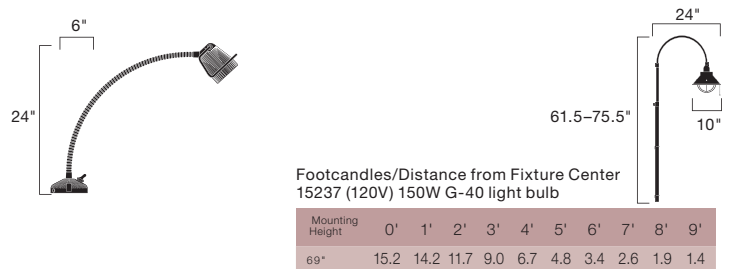 6"
24"
24"
61.5–75.5"
10"
Footcandles/Distance from Fixture Center
15237 (120V) 150W G-40 light bulb
Mounting Height 0' 1' 2' 3' 4' 5' 6' 7' 8' 9'
69" 15.2 14.2 11.7 9.0 6.7 4.8 3.4 2.6 1.9 1.4